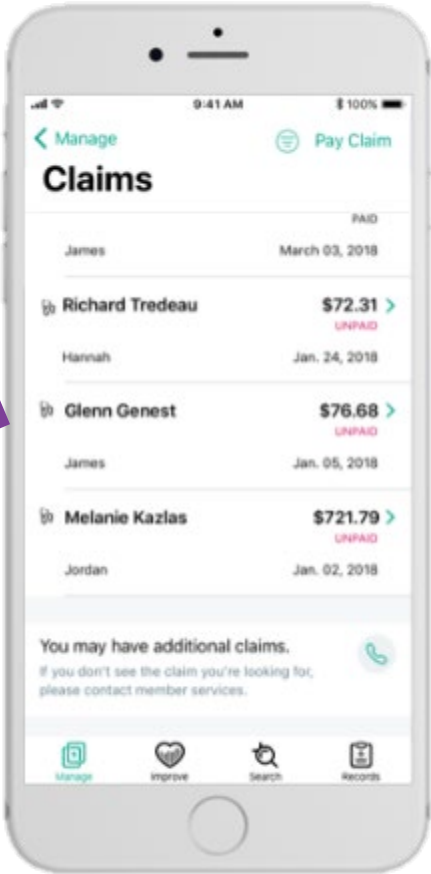 9:41 AM 100%
Manage Pay Claim
Claims
PAID
James March 03, 2018
Richard Tredeau $72.31
UNPAID
Hannah Jan. 24, 2018
Glenn Genest $76.68
UNPAID
James Jan. 05, 2018
Melanie Kazlas $721.79
UNPAID
Jordan Jan. 02, 2018
You may have additional claims.
If you don't see the claim you're looking for,
please contact member services.
Manage Improve Search Records